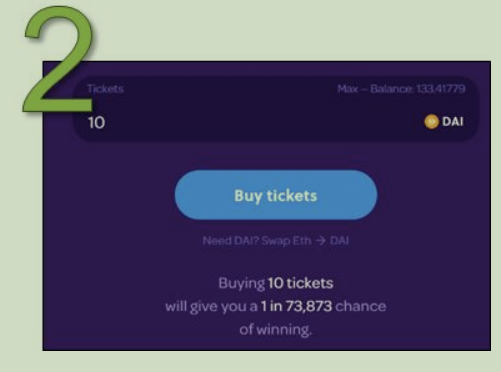 2
Tickets Max – Balance: 133.41779
10 DAI
Buy tickets
Need DAI? Swap Eth → DAI
Buying 10 tickets
will give you a 1 in 73,873 chance
of winning.